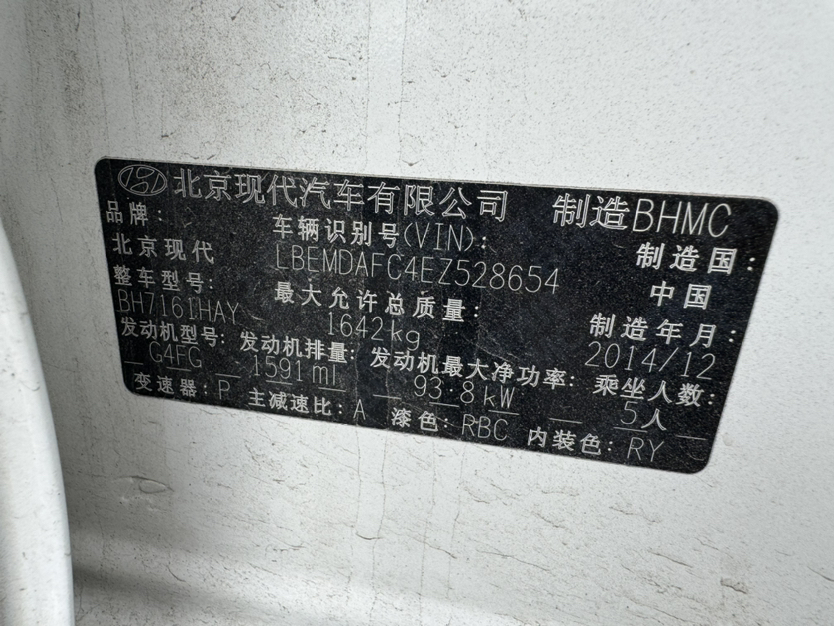 北京现代汽车有限公司 制造BHMC
品牌: 车辆识别号(VIN): 制造国:
北京现代 LBEMDAFC4EZ528654 中国
整车型号: 最大允许总质量: 制造年月:
BH7161HAY 1642kg 2014/12
发动机型号: 发动机排量: 发动机最大净功率: 乘坐人数:
G4FG 1591ml 93.8kW 5人
变速器: P 主减速比: A 漆色: RBC 内装色: RY